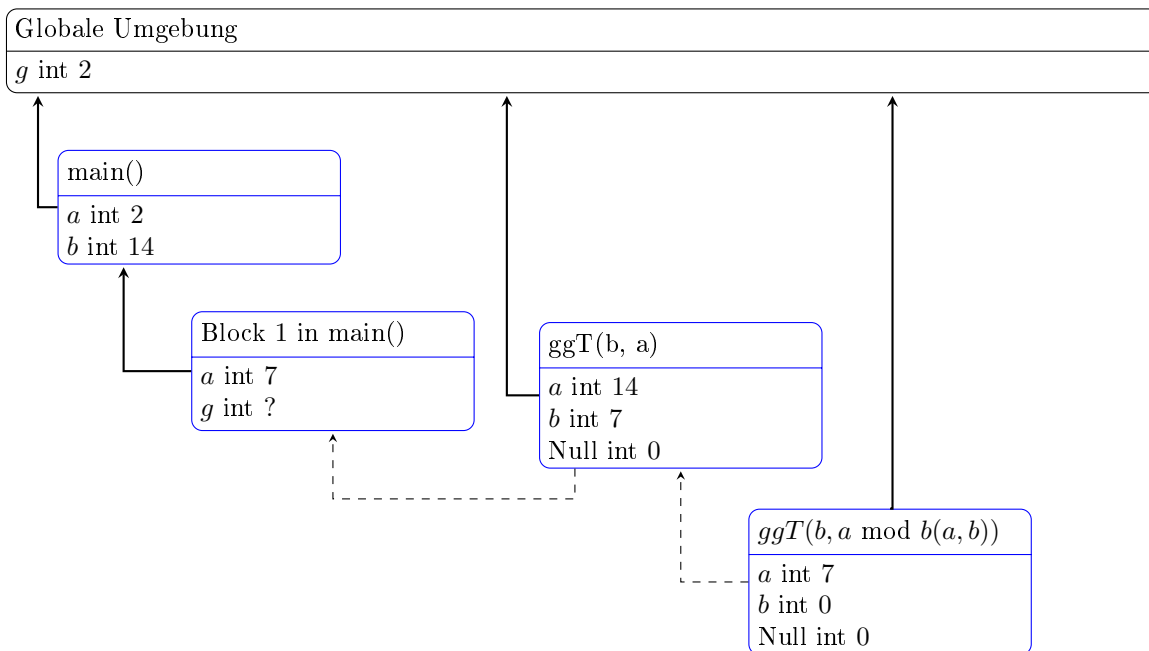 Globale Umgebung
g int 2
main()
a int 2
b int 14
Block 1 in main()
a int 7
g int ?
ggT(b, a)
a int 14
b int 7
Null int 0
ggT(b, a mod b(a, b))
a int 7
b int 0
Null int 0